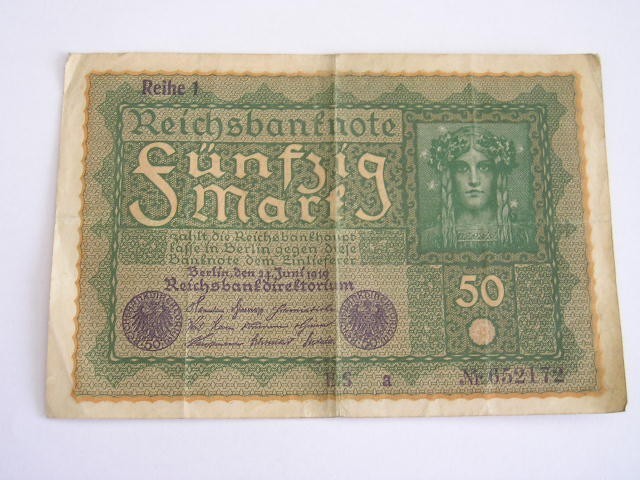 Reihe 1
Reichsbanknote
Fünfzig
Mark
zahlt die Reichsbankhaupt
kasse in Berlin gegen diese
Banknote dem Einlieferer
Berlin, den 24. Juni 1919
Reichsbankdirektorium
50
a
Nr. 652172